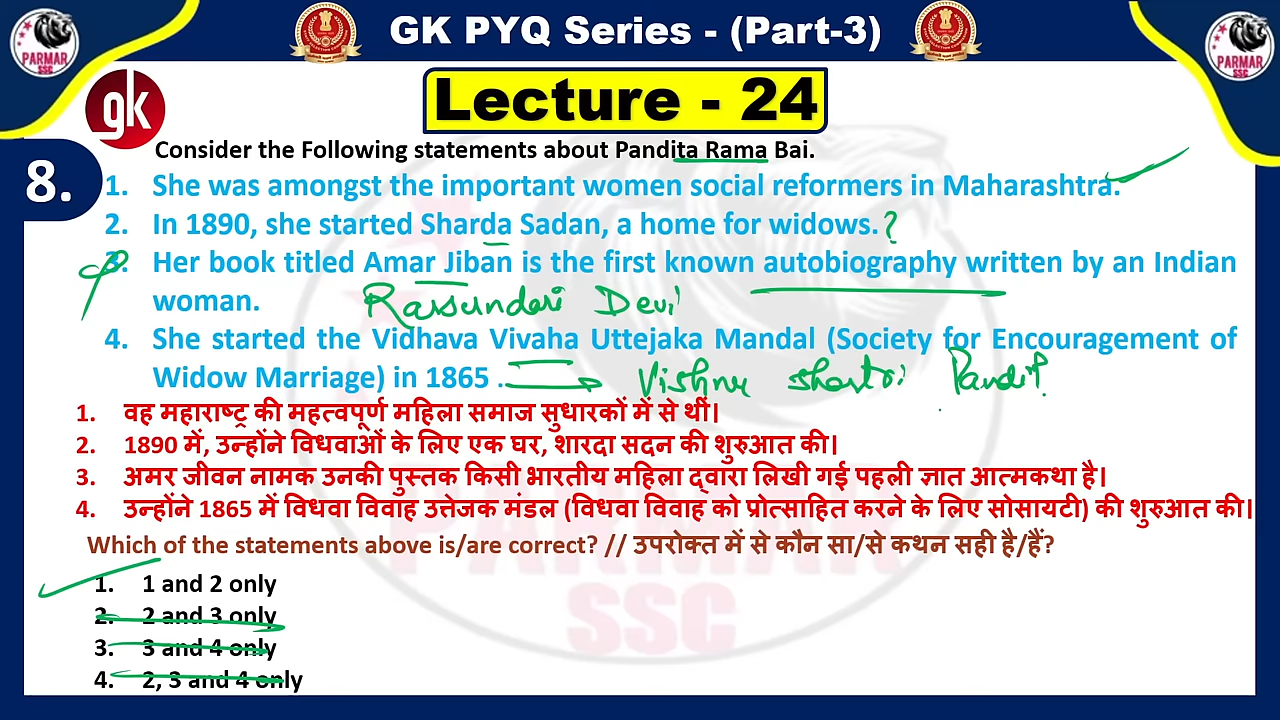 GK PYQ Series - (Part-3)
PARMAR SSC
PARMAR SSC
gk
Lecture - 24
8.
Consider the Following statements about Pandita Rama Bai.
1. She was amongst the important women social reformers in Maharashtra.
2. In 1890, she started Sharda Sadan, a home for widows. ?
3. Her book titled Amar Jiban is the first known autobiography written by an Indian
woman. Rassundari Devi
4. She started the Vidhava Vivaha Uttejaka Mandal (Society for Encouragement of
Widow Marriage) in 1865 . Vishnu Shastri Pandit
1. वह महाराष्ट्र की महत्वपूर्ण महिला समाज सुधारकों में से थीं।
2. 1890 में, उन्होंने विधवाओं के लिए एक घर, शारदा सदन की शुरुआत की।
3. अमर जीवन नामक उनकी पुस्तक किसी भारतीय महिला द्वारा लिखी गई पहली ज्ञात आत्मकथा है।
4. उन्होंने 1865 में विधवा विवाह उत्तेजक मंडल (विधवा विवाह को प्रोत्साहित करने के लिए सोसायटी) की शुरुआत की।
Which of the statements above is/are correct? // उपरोक्त में से कौन सा/से कथन सही है/हैं?
1. 1 and 2 only
2. 2 and 3 only
3. 3 and 4 only
4. 2, 3 and 4 only
PARMAR
SSC